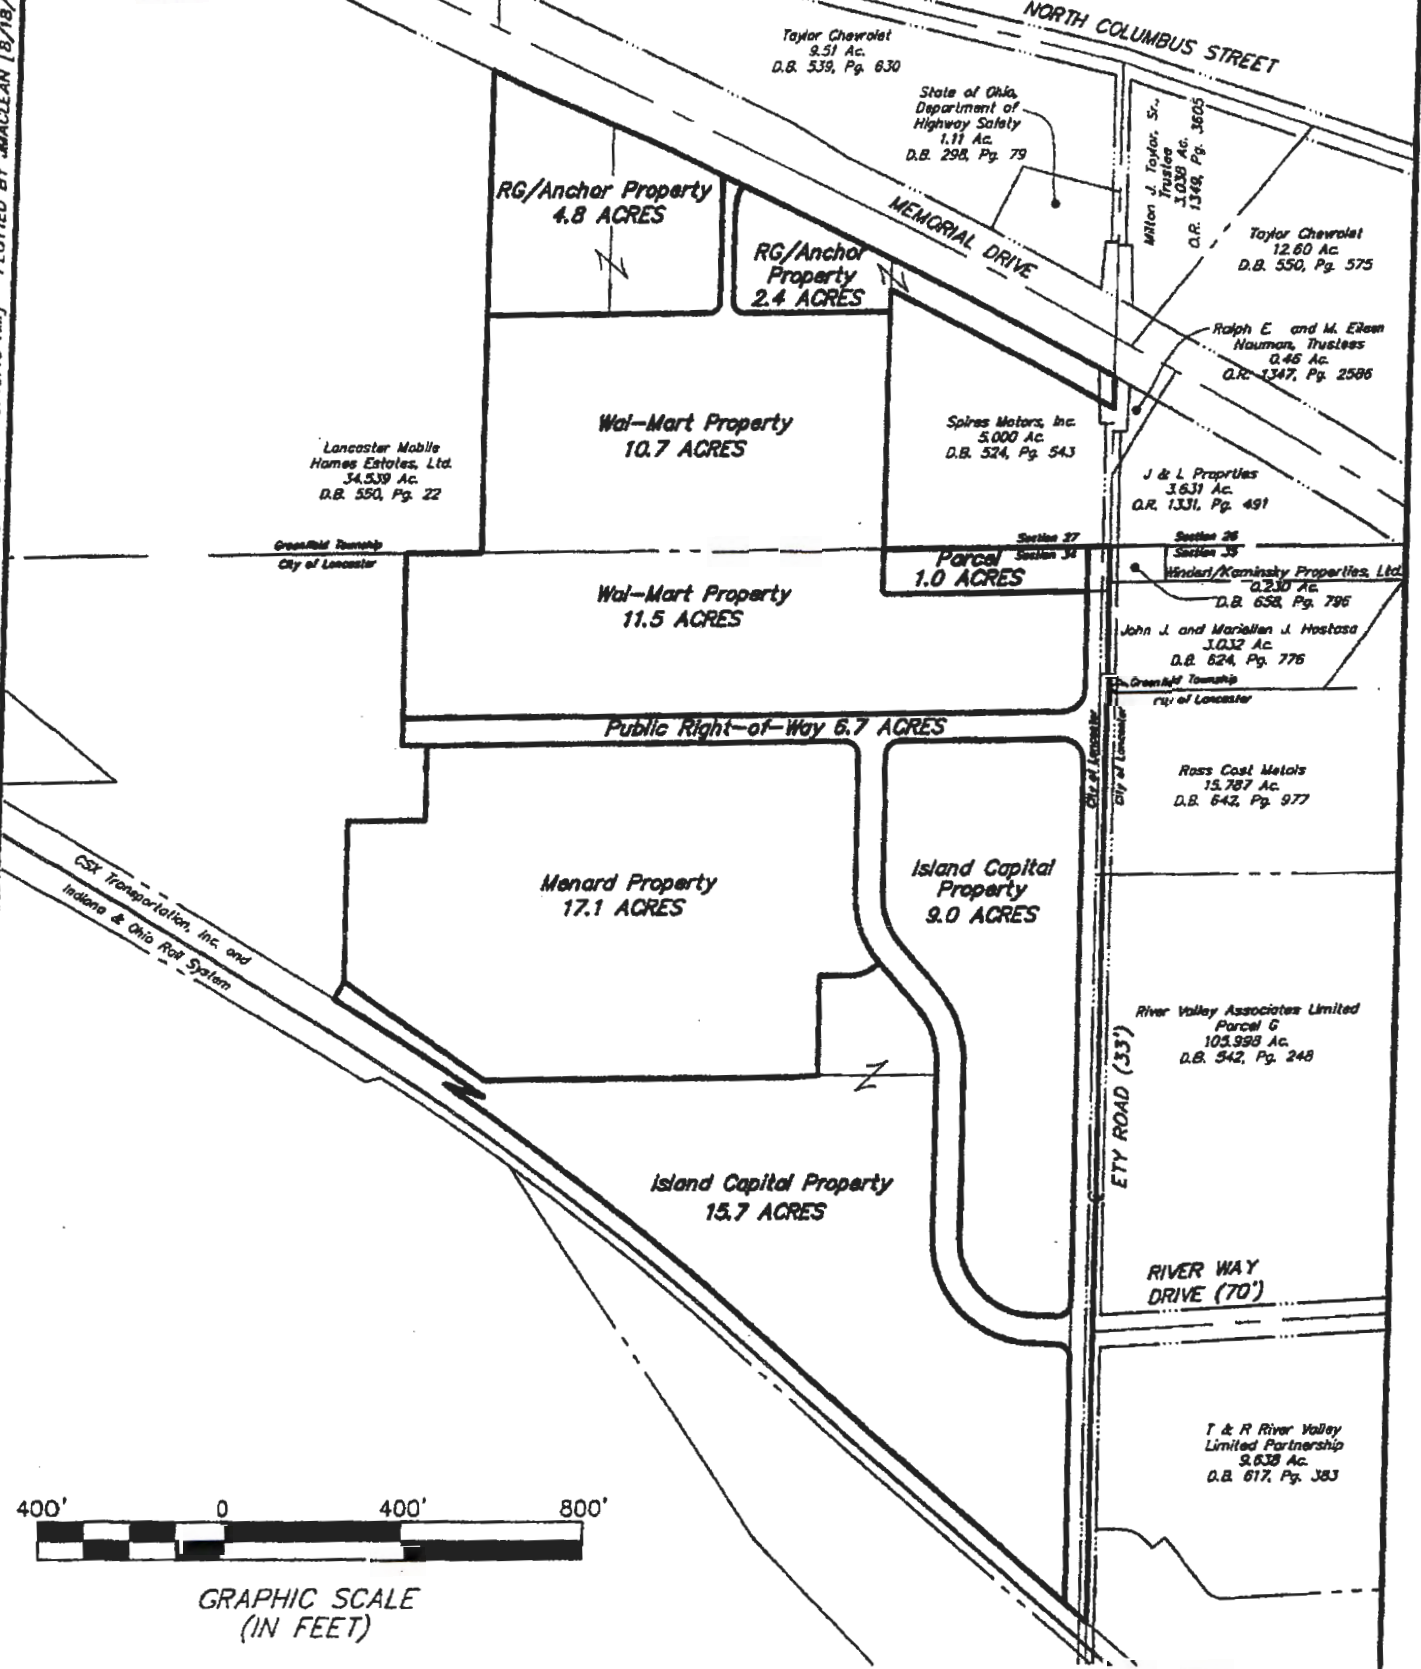 NORTH COLUMBUS STREET
Taylor Chevrolet
9.51 Ac.
D.B. 539, Pg. 630
State of Ohio,
Department of
Highway Safety
1.11 Ac.
D.B. 298, Pg. 79
Milton J. Taylor, Sr.,
Trustee
3.038 Ac.
O.R. 1349, Pg. 3605
RG/Anchor Property
4.8 ACRES
MEMORIAL DRIVE
RG/Anchor
Property
2.4 ACRES
Taylor Chevrolet
12.60 Ac.
D.B. 550, Pg. 575
Ralph E. and M. Eileen
Nauman, Trustees
0.46 Ac.
O.R. 1347, Pg. 2586
Wal-Mart Property
10.7 ACRES
Spires Motors, Inc.
5.000 Ac.
D.B. 524, Pg. 543
Lancaster Mobile
Homes Estates, Ltd.
34.539 Ac.
D.B. 550, Pg. 22
J & L Proprties
3.631 Ac.
O.R. 1331, Pg. 491
Greenfield Township
City of Lancaster
Section 27
Section 34
Section 26
Section 35
Parcel
1.0 ACRES
Kaminsky Properties, Ltd.
0.230 Ac.
D.B. 658, Pg. 796
Wal-Mart Property
11.5 ACRES
John J. and Mariellen J. Hostasa
3.032 Ac.
D.B. 624, Pg. 776
Greenfield Township
City of Lancaster
Public Right-of-Way 6.7 ACRES
City of Lancaster
City of Lancaster
Ross Cast Metals
15.787 Ac.
D.B. 642, Pg. 977
CSX Transportation, Inc. and
Indiana & Ohio Rail System
Menard Property
17.1 ACRES
Island Capital
Property
9.0 ACRES
River Valley Associates Limited
Parcel G
105.998 Ac.
D.B. 542, Pg. 248
ETY ROAD (33')
Island Capital Property
15.7 ACRES
RIVER WAY
DRIVE (70')
T & R River Valley
Limited Partnership
9.638 Ac.
D.B. 617, Pg. 383
400' 0 400' 800'
GRAPHIC SCALE
(IN FEET)